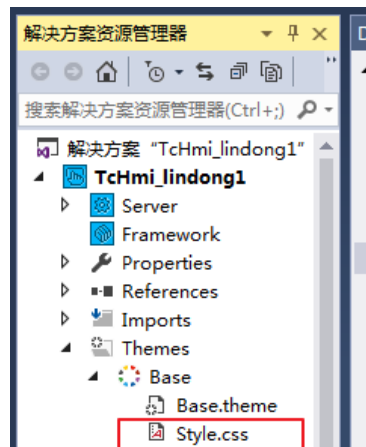 解决方案资源管理器
搜索解决方案资源管理器(Ctrl+;)
解决方案 "TcHmi_lindong1"
TcHmi_lindong1
Server
Framework
Properties
References
Imports
Themes
Base
Base.theme
Style.css